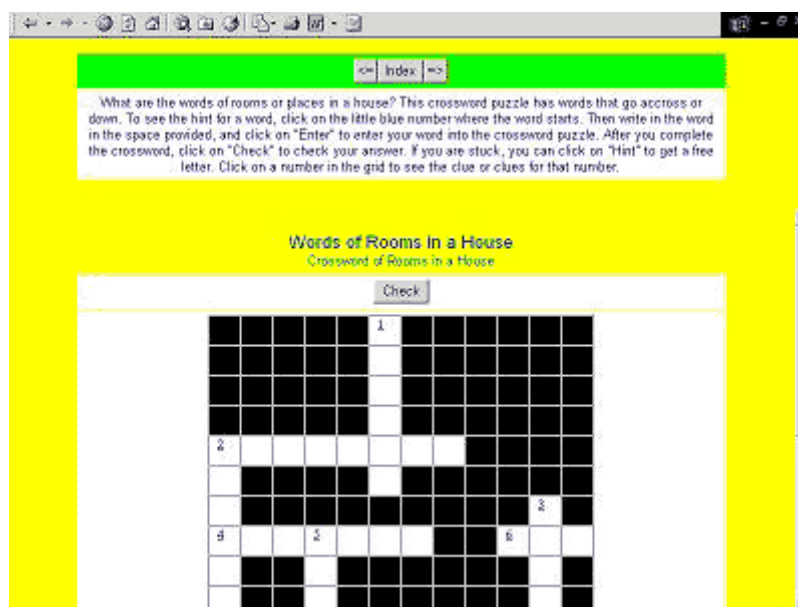 <= Index =>
What are the words of rooms or places in a house? This crossword puzzle has words that go accross or
down. To see the hint for a word, click on the little blue number where the word starts. Then write in the word
in the space provided, and click on "Enter" to enter your word into the crossword puzzle. After you complete
the crossword, click on "Check" to check your answer. If you are stuck, you can click on "Hint" to get a free
letter. Click on a number in the grid to see the clue or clues for that number.
Words of Rooms in a House
Crossword of Rooms in a House
Check
1
2
4
6